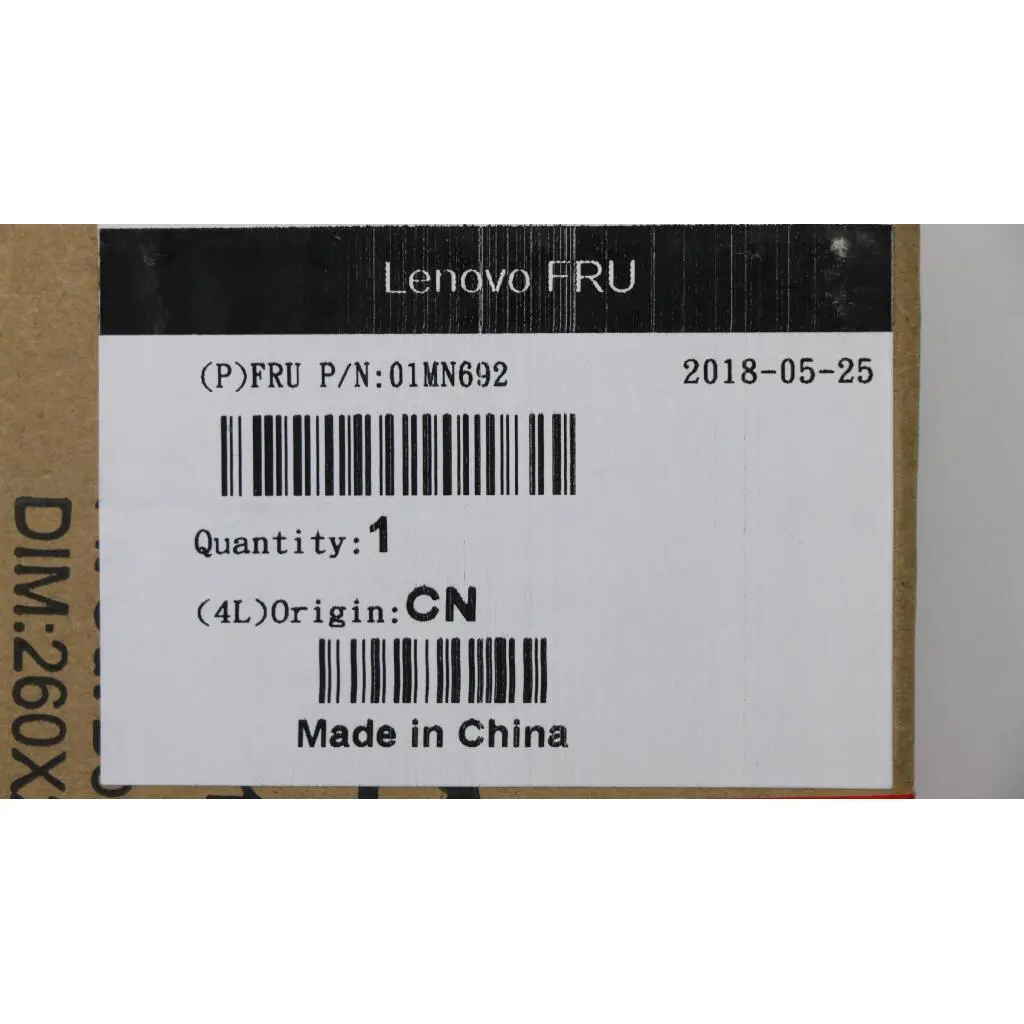 Lenovo FRU
(P)FRU P/N:01MN692
2018-05-25
Quantity:1
(4L)Origin:CN
Made in China
DIM:260X